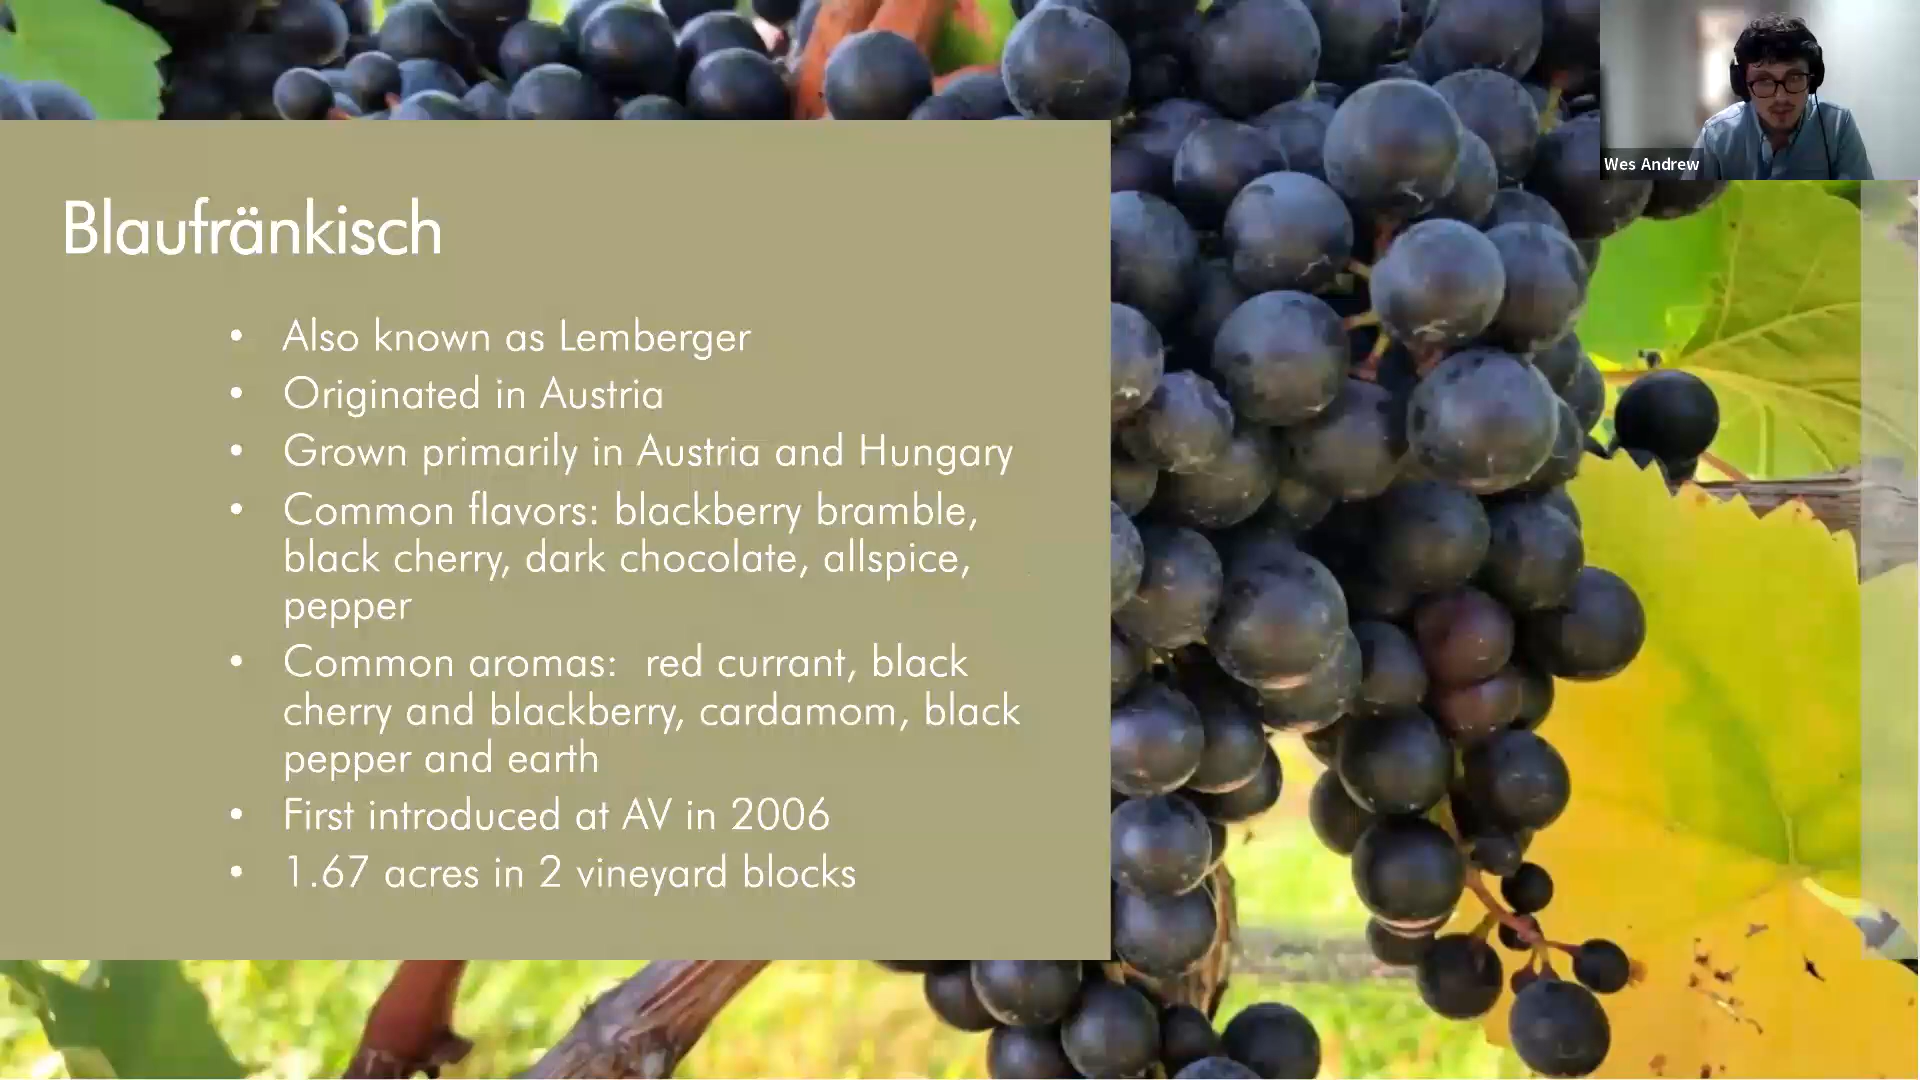 Wes Andrew
Blaufränkisch
• Also known as Lemberger
• Originated in Austria
• Grown primarily in Austria and Hungary
• Common flavors: blackberry bramble,
black cherry, dark chocolate, allspice,
pepper
• Common aromas:  red currant, black
cherry and blackberry, cardamom, black
pepper and earth
• First introduced at AV in 2006
• 1.67 acres in 2 vineyard blocks